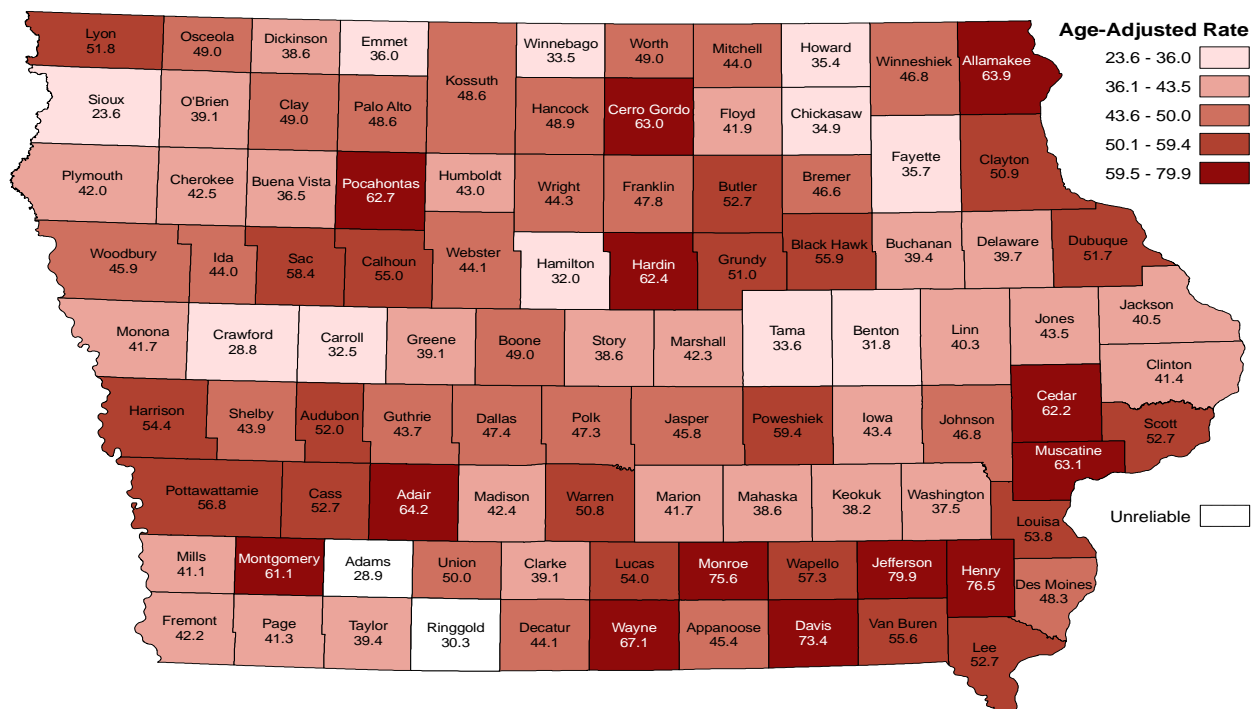 Age-Adjusted Rate
23.6 - 36.0
36.1 - 43.5
43.6 - 50.0
50.1 - 59.4
59.5 - 79.9
Unreliable
Lyon
51.8
Osceola
49.0
Dickinson
38.6
Emmet
36.0
Kossuth
48.6
Winnebago
33.5
Worth
49.0
Mitchell
44.0
Howard
35.4
Winneshiek
46.8
Allamakee
63.9
Sioux
23.6
O'Brien
39.1
Clay
49.0
Palo Alto
48.6
Hancock
48.9
Cerro Gordo
63.0
Floyd
41.9
Chickasaw
34.9
Fayette
35.7
Clayton
50.9
Plymouth
42.0
Cherokee
42.5
Buena Vista
36.5
Pocahontas
62.7
Humboldt
43.0
Wright
44.3
Franklin
47.8
Butler
52.7
Bremer
46.6
Woodbury
45.9
Ida
44.0
Sac
58.4
Calhoun
55.0
Webster
44.1
Hamilton
32.0
Hardin
62.4
Grundy
51.0
Black Hawk
55.9
Buchanan
39.4
Delaware
39.7
Dubuque
51.7
Monona
41.7
Crawford
28.8
Carroll
32.5
Greene
39.1
Boone
49.0
Story
38.6
Marshall
42.3
Tama
33.6
Benton
31.8
Linn
40.3
Jones
43.5
Jackson
40.5
Clinton
41.4
Harrison
54.4
Shelby
43.9
Audubon
52.0
Guthrie
43.7
Dallas
47.4
Polk
47.3
Jasper
45.8
Poweshiek
59.4
Iowa
43.4
Johnson
46.8
Cedar
62.2
Scott
52.7
Muscatine
63.1
Pottawattamie
56.8
Cass
52.7
Adair
64.2
Madison
42.4
Warren
50.8
Marion
41.7
Mahaska
38.6
Keokuk
38.2
Washington
37.5
Louisa
53.8
Mills
41.1
Montgomery
61.1
Adams
28.9
Union
50.0
Clarke
39.1
Lucas
54.0
Monroe
75.6
Wapello
57.3
Jefferson
79.9
Henry
76.5
Des Moines
48.3
Fremont
42.2
Page
41.3
Taylor
39.4
Ringgold
30.3
Decatur
44.1
Wayne
67.1
Appanoose
45.4
Davis
73.4
Van Buren
55.6
Lee
52.7